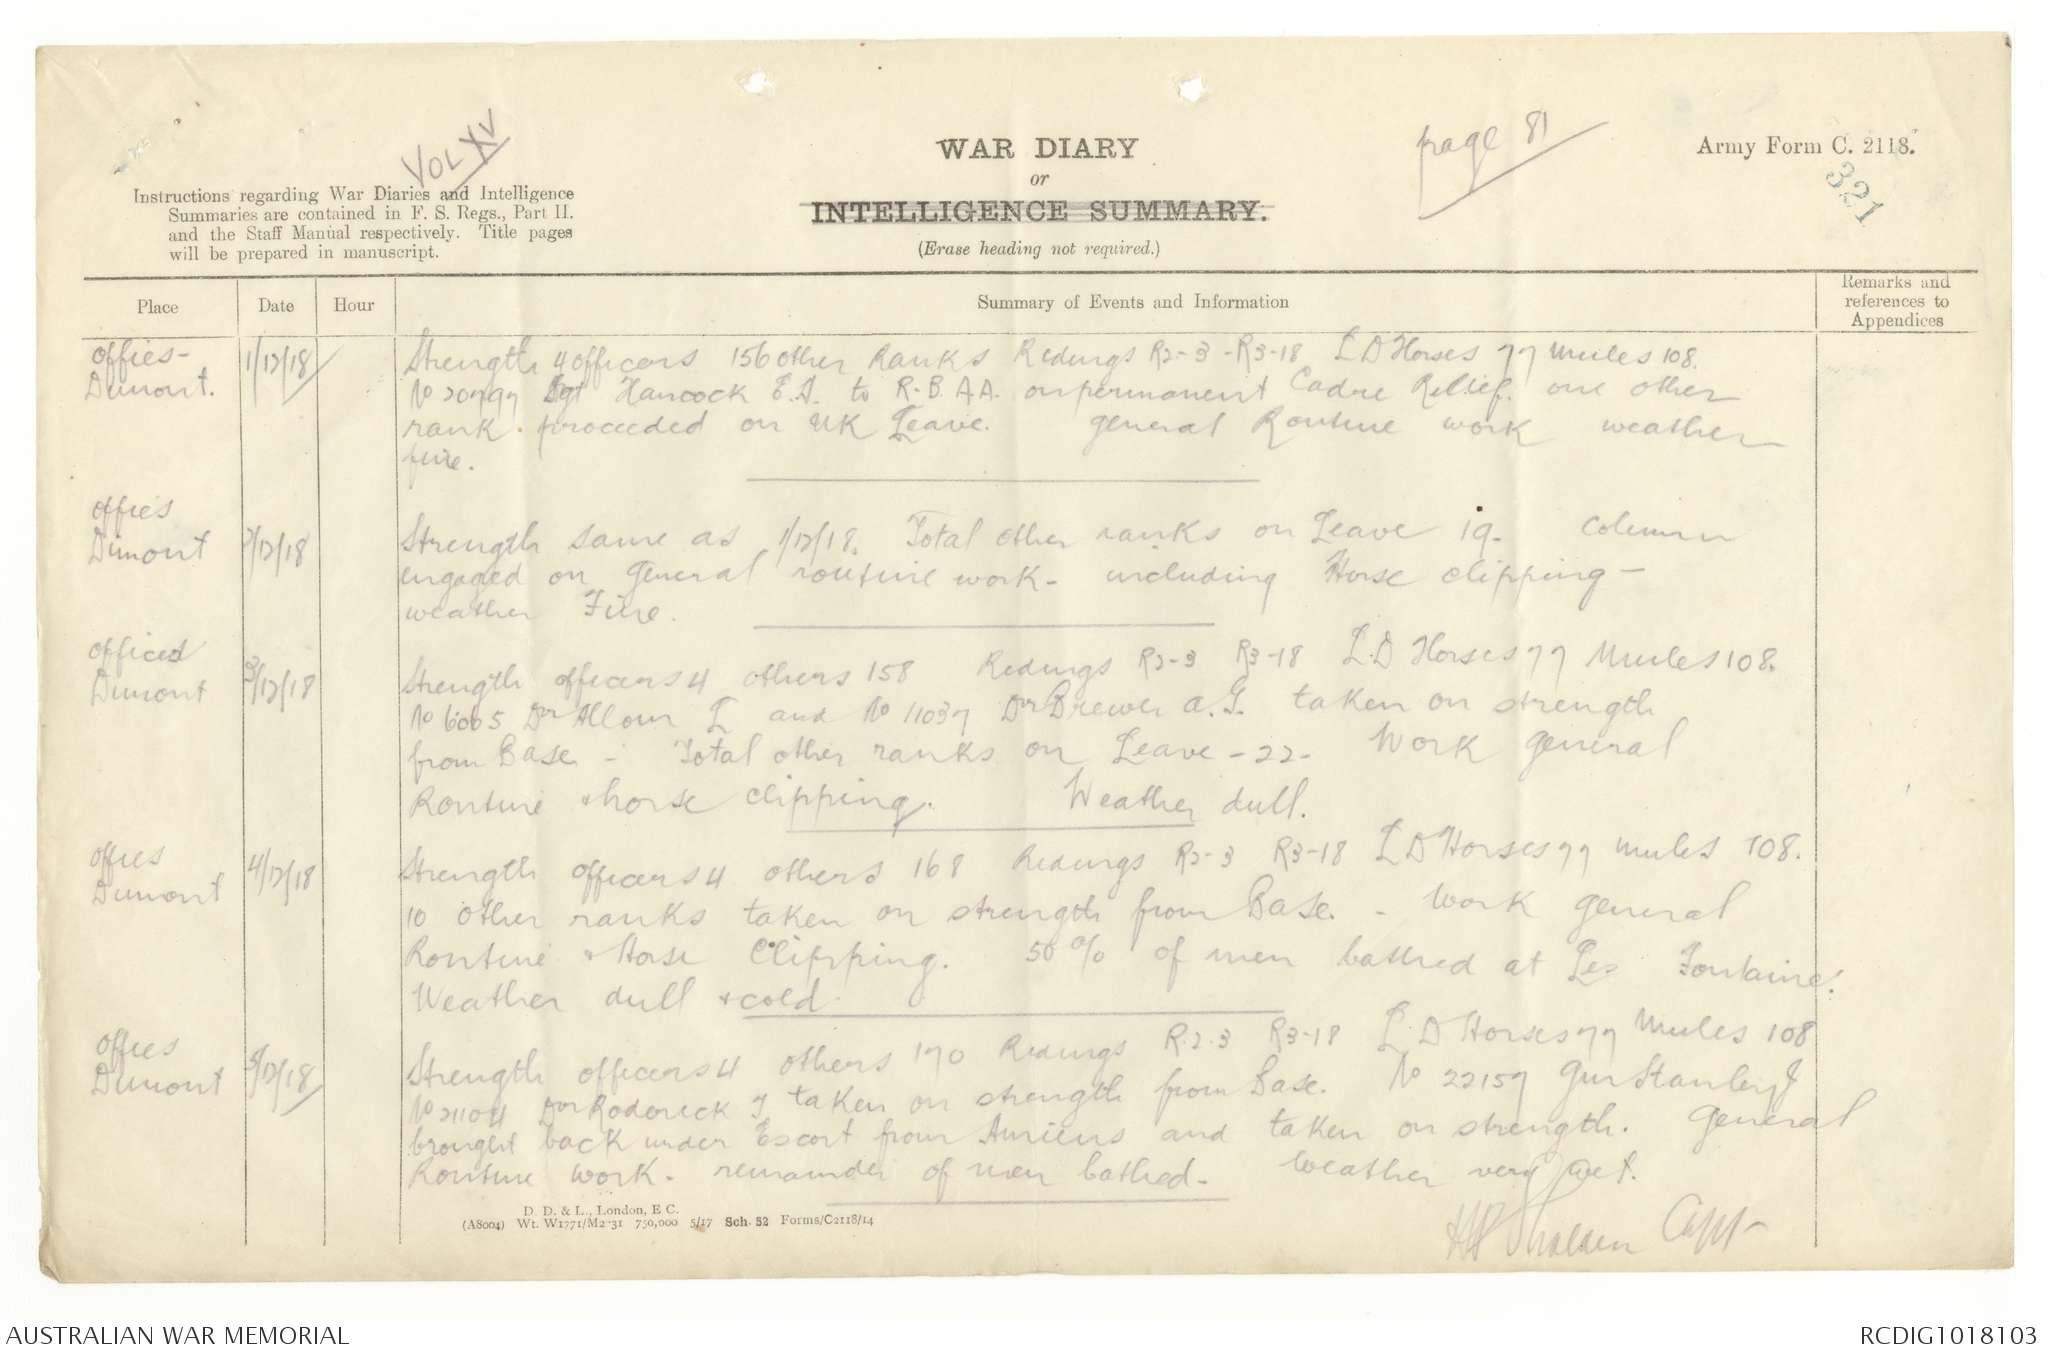 VOL XV
WAR DIARY
or
INTELLIGENCE SUMMARY.
(Erase heading not required.)
page 81
Army Form C. 2118.
321
Instructions regarding War Diaries and Intelligence
Summaries are contained in F. S. Regs., Part II.
and the Staff Manual respectively. Title pages
will be prepared in manuscript.
Place Date Hour Summary of Events and Information Remarks and references to Appendices
Offies-
Dumont. 1/12/18 Strength 4 officers 156 other Ranks Ridings R2-3 - R3-18 L D Horses 77 Mules 108.
No 20797 Sgt Hancock E.A. to R.B.A.A. on permanent Cadre Relief. one other
rank proceeded on UK Leave. general Routine work weather
fine.
offies
Dumont 2/12/18 Strength same as 1/12/18. Total other ranks on Leave 19- Column
engaged on General routine work- including Horse clipping-
weather Fine.
officed
Dumont 3/12/18 Strength officers 4 others 158 Ridings R2-3 R3-18 L.D Horses 77 Mules 108.
No 6065 Dvr and No 11037 Dvr Brewer A.G. taken on strength
from Base - Total other ranks on Leave -22- Work general
Routine & horse clipping. Weather dull.
offies
Dumont 4/12/18 Strength officers 4 others 168 Ridings R2-3 R3-18 L D Horses 77 mules 108.
10 other ranks taken on strength from Base. - Work general
Routine & Horse Clipping. 50% of men bathed at Les Fontaine.
Weather dull & cold.
offies
Dumont 5/12/18 Strength officers 4 others 170 Ridings R.2.3 R3-18 L.D Horses 77 Mules 108
No 21104 Dvr Roderick J taken on strength from Base. No 22157 Gnr Stanley J
brought back under Escort from Amiens and taken on strength. General
Routine work- remainder of men bathed- Weather very wet.
Capt
D. D. & L., London, E C.
(A8004) Wt. W1771/M2-31 750,000 5/17 Sch. 52 Forms/C2118/14
AUSTRALIAN WAR MEMORIAL
RCDIG1018103